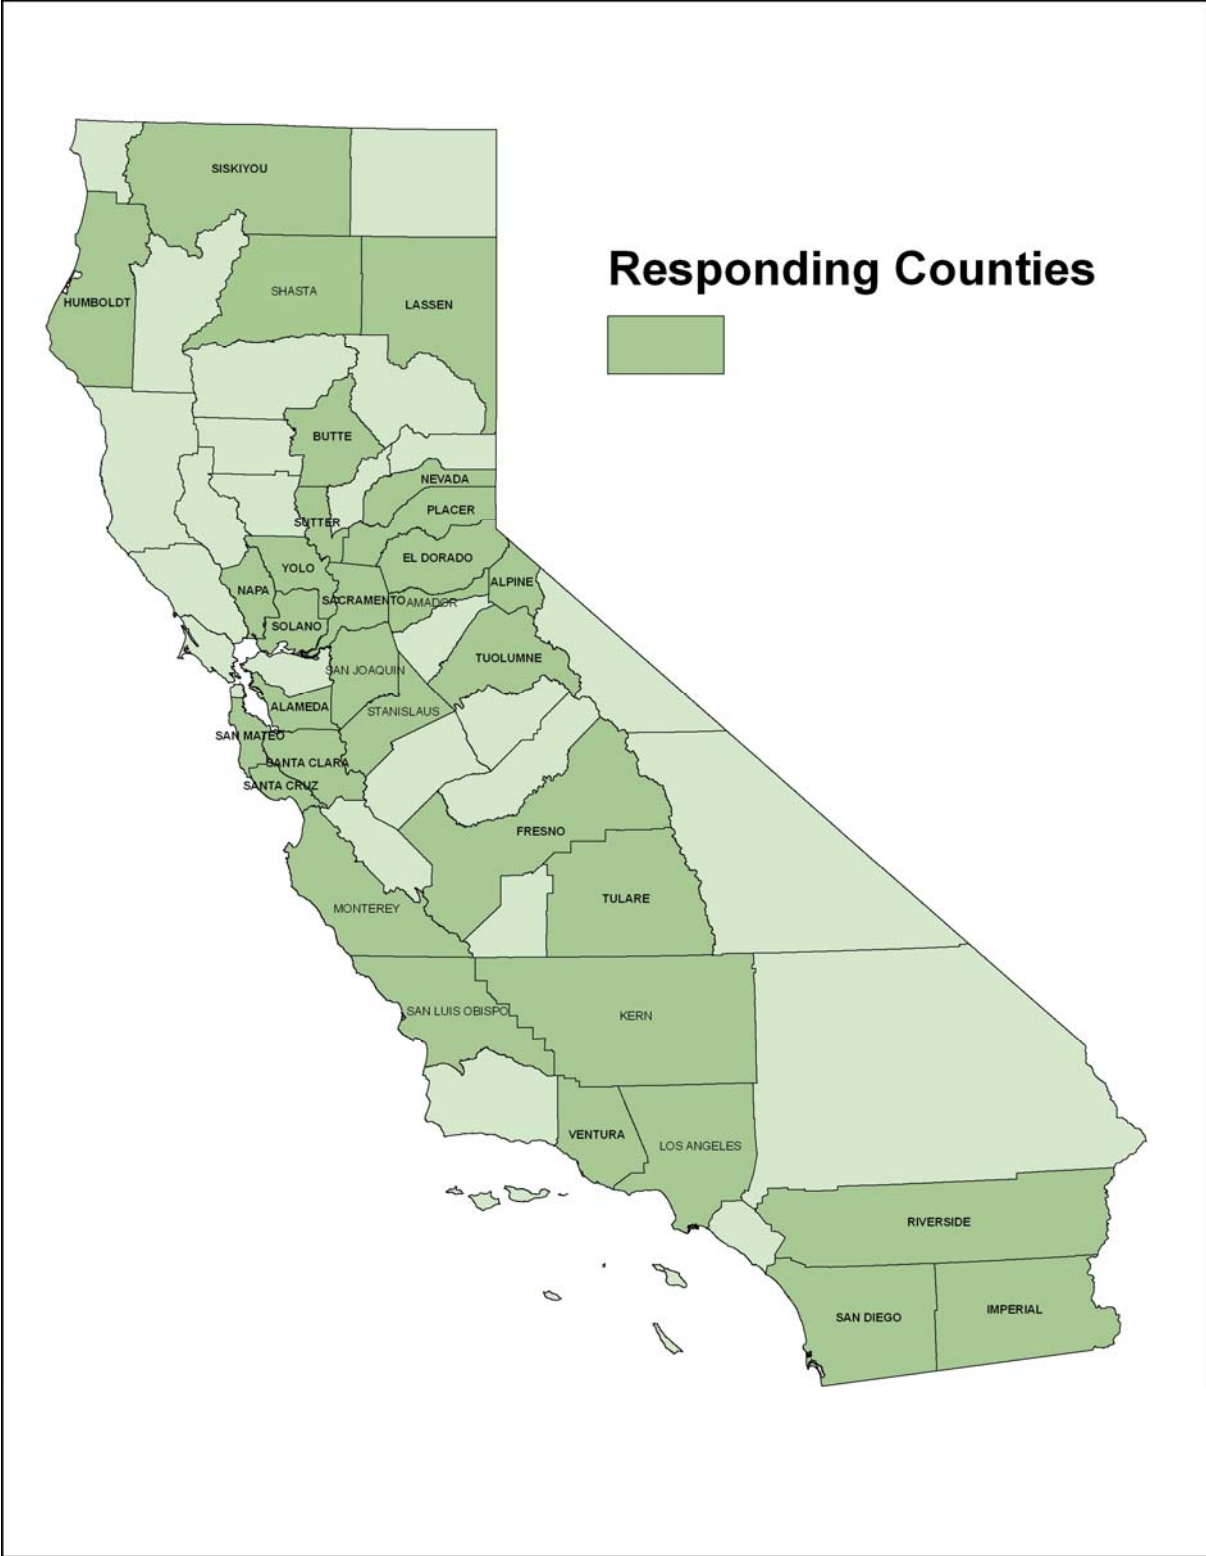 SISKIYOU
Responding Counties
SHASTA
HUMBOLDT
LASSEN
BUTTE
NEVADA
PLACER
SUTTER
EL DORADO
YOLO
ALPINE
NAPA
SACRAMENTO
AMADOR
SOLANO
TUOLUMNE
SAN JOAQUIN
ALAMEDA
STANISLAUS
SAN MATEO
SANTA CLARA
SANTA CRUZ
FRESNO
TULARE
MONTEREY
SAN LUIS OBISPO
KERN
VENTURA
LOS ANGELES
RIVERSIDE
IMPERIAL
SAN DIEGO